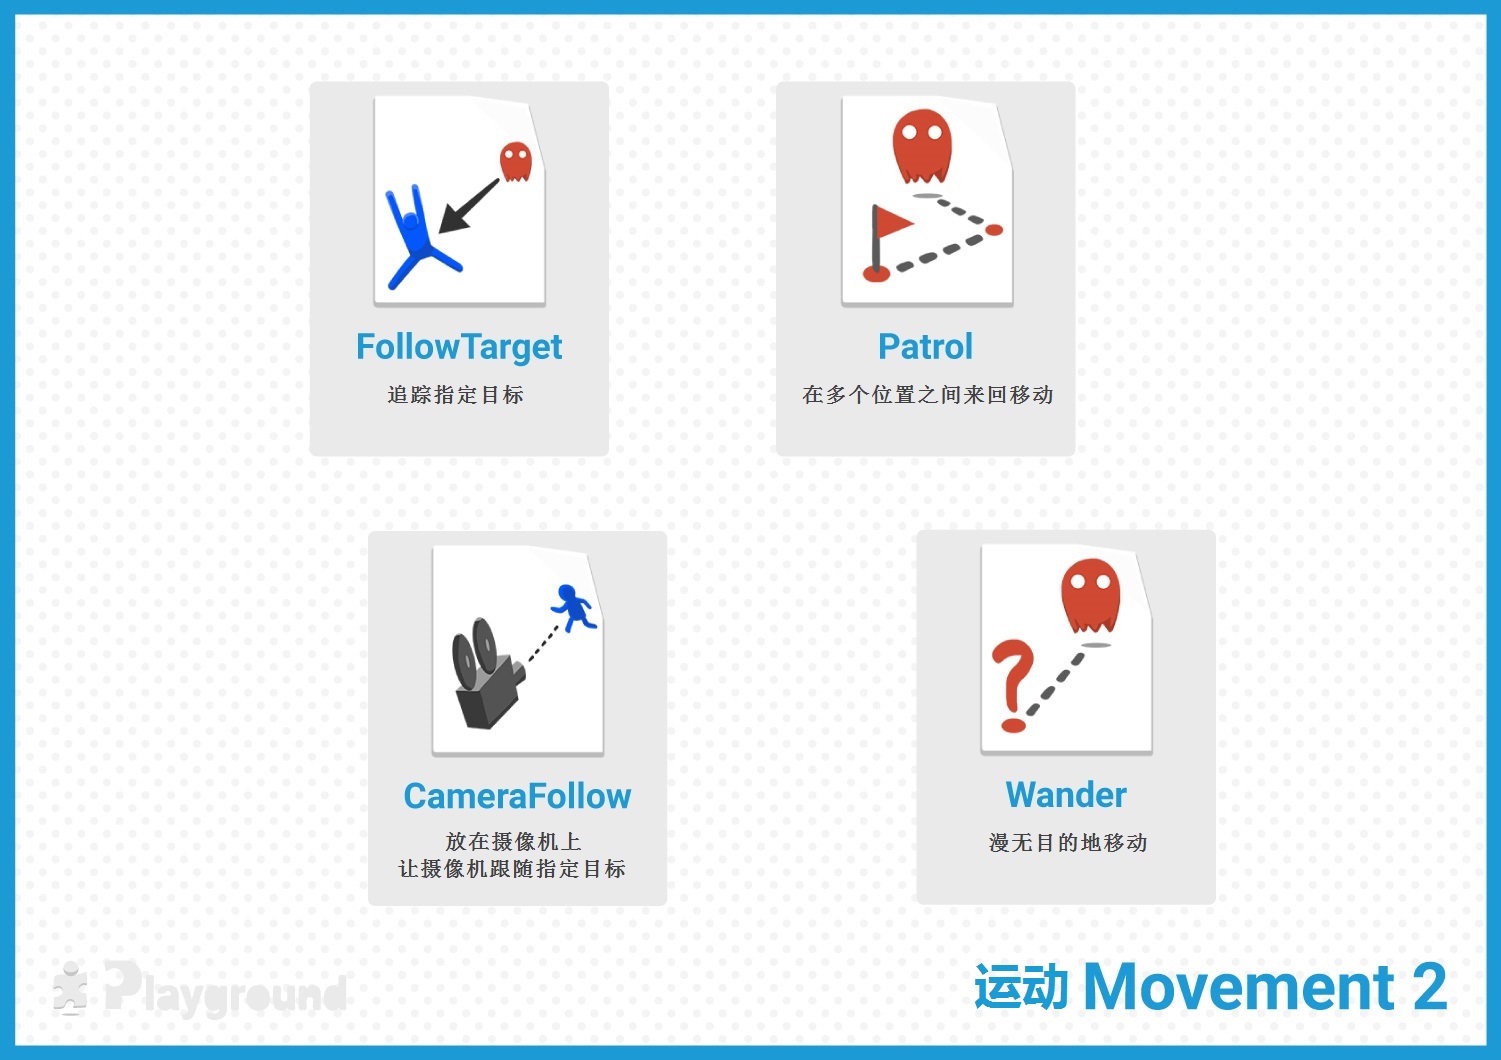 FollowTarget
追踪指定目标
Patrol
在多个位置之间来回移动
CameraFollow
放在摄像机上
让摄像机跟随指定目标
Wander
漫无目的地移动
Playground
运动 Movement 2